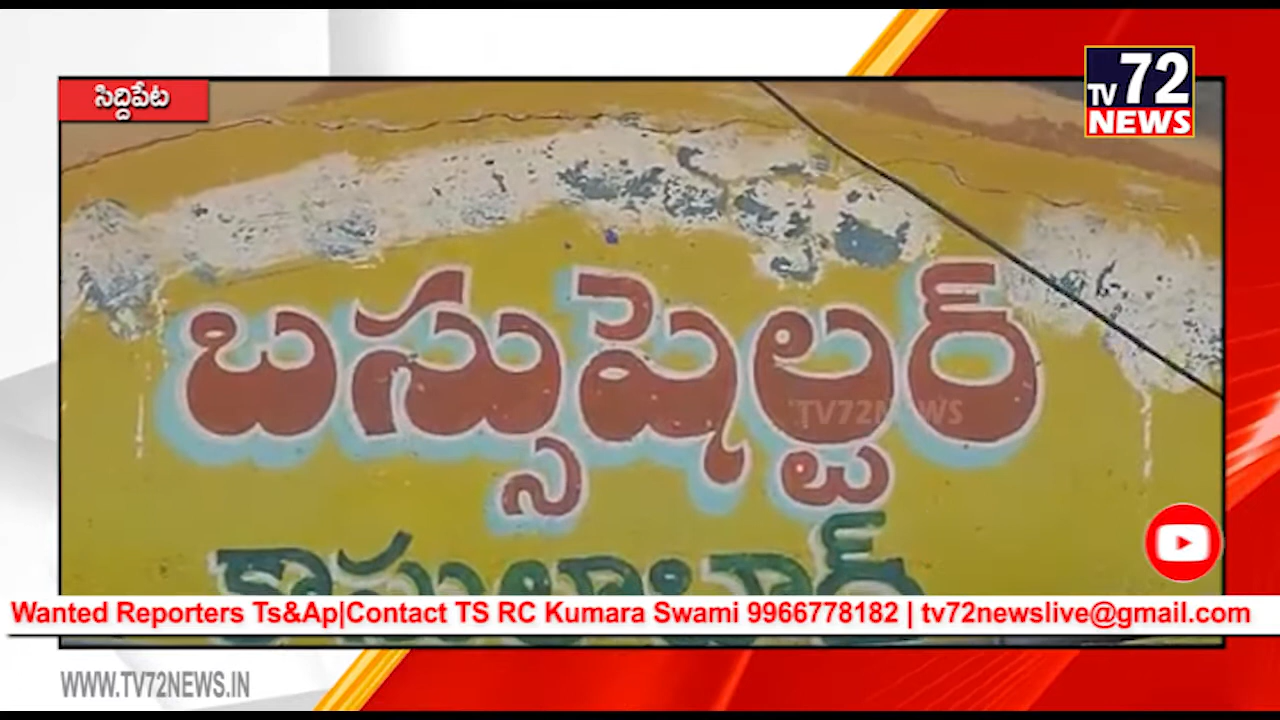 సిద్దిపేట
TV 72
NEWS
బస్సుషెల్టర్
TV72NEWS
Wanted Reporters Ts&Ap|Contact TS RC Kumara Swami 9966778182 | tv72newslive@gmail.com
WWW.TV72NEWS.IN